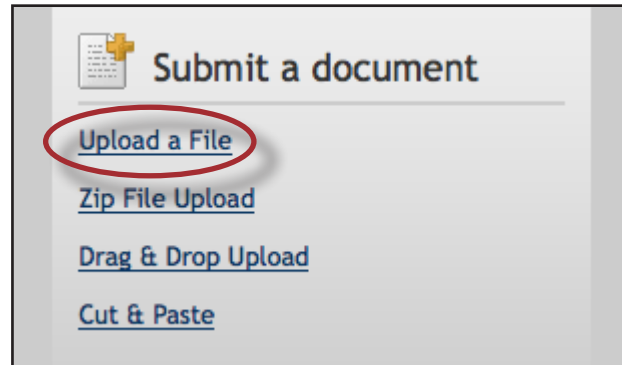 Submit a document
Upload a File
Zip File Upload
Drag & Drop Upload
Cut & Paste